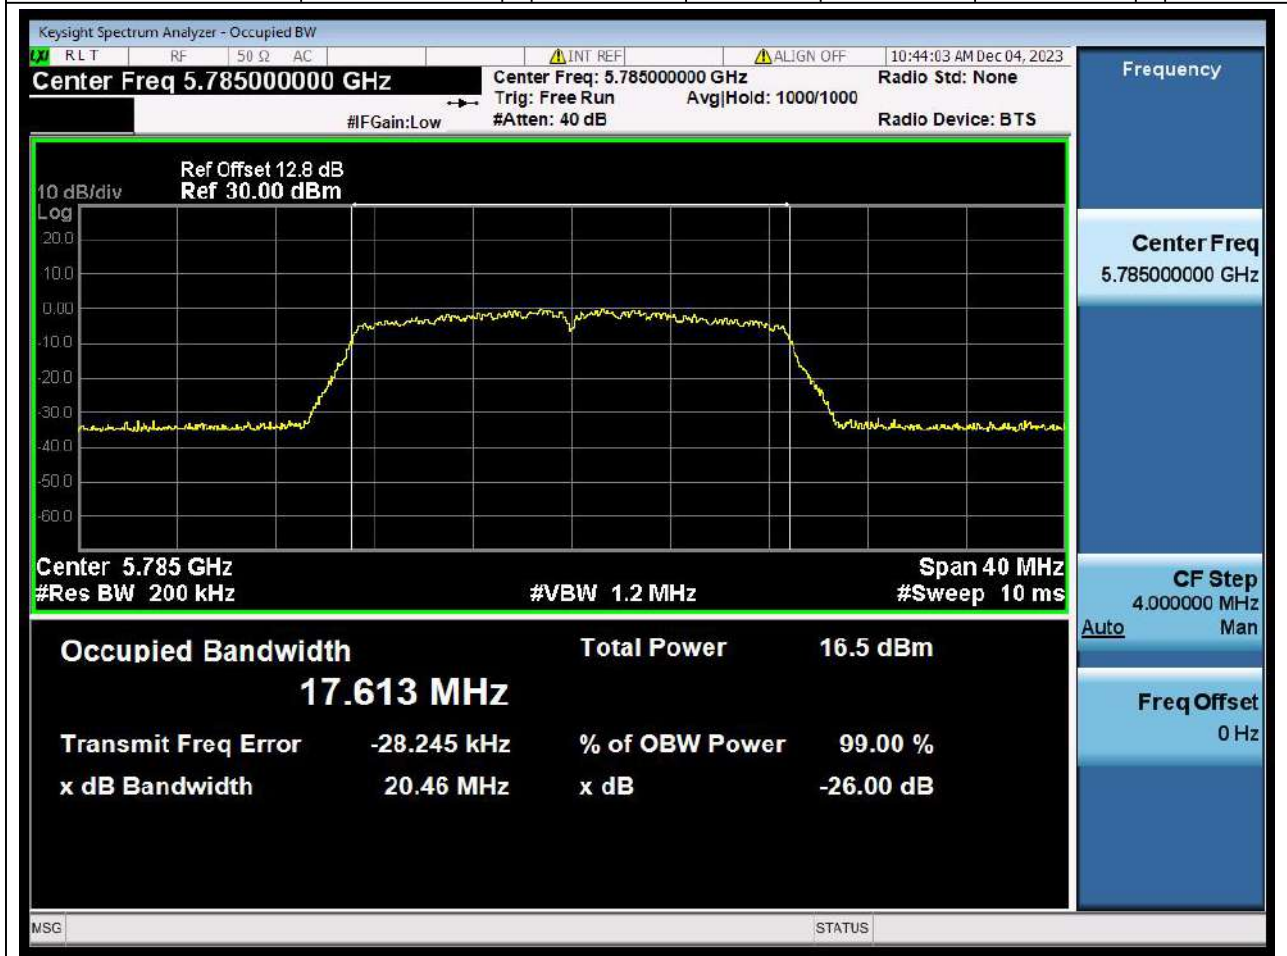 Keysight Spectrum Analyzer - Occupied BW
LXI RLT RF 50 Ω AC INT REF ALIGN OFF 10:44:03 AM Dec 04, 2023
Center Freq 5.785000000 GHz
Center Freq: 5.785000000 GHz
Radio Std: None
Trig: Free Run Avg|Hold: 1000/1000
#IFGain:Low #Atten: 40 dB Radio Device: BTS
Ref Offset 12.8 dB
10 dB/div Ref 30.00 dBm
Log
20.0
10.0
0.00
-10.0
-20.0
-30.0
-40.0
-50.0
-60.0
Center 5.785 GHz Span 40 MHz
#Res BW 200 kHz #VBW 1.2 MHz #Sweep 10 ms
Occupied Bandwidth Total Power 16.5 dBm
17.613 MHz
Transmit Freq Error -28.245 kHz % of OBW Power 99.00 %
x dB Bandwidth 20.46 MHz x dB -26.00 dB
MSG STATUS
Frequency
Center Freq
5.785000000 GHz
CF Step
4.000000 MHz
Auto Man
Freq Offset
0 Hz